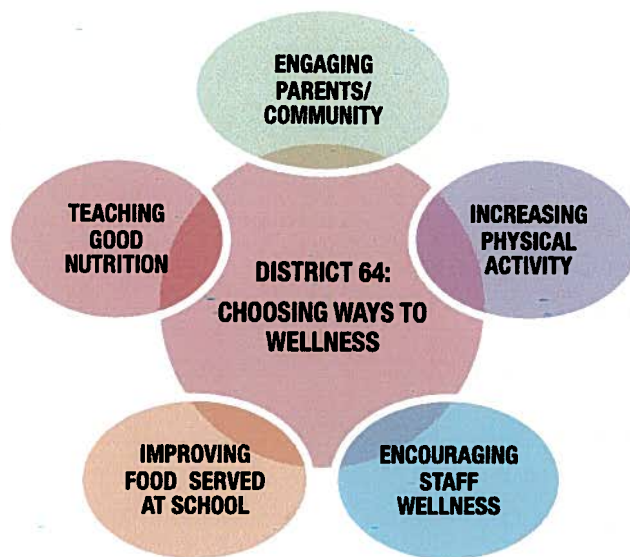 ENGAGING
PARENTS/
COMMUNITY
TEACHING
GOOD
NUTRITION
INCREASING
PHYSICAL
ACTIVITY
DISTRICT 64:
CHOOSING WAYS TO
WELLNESS
IMPROVING
FOOD SERVED
AT SCHOOL
ENCOURAGING
STAFF
WELLNESS